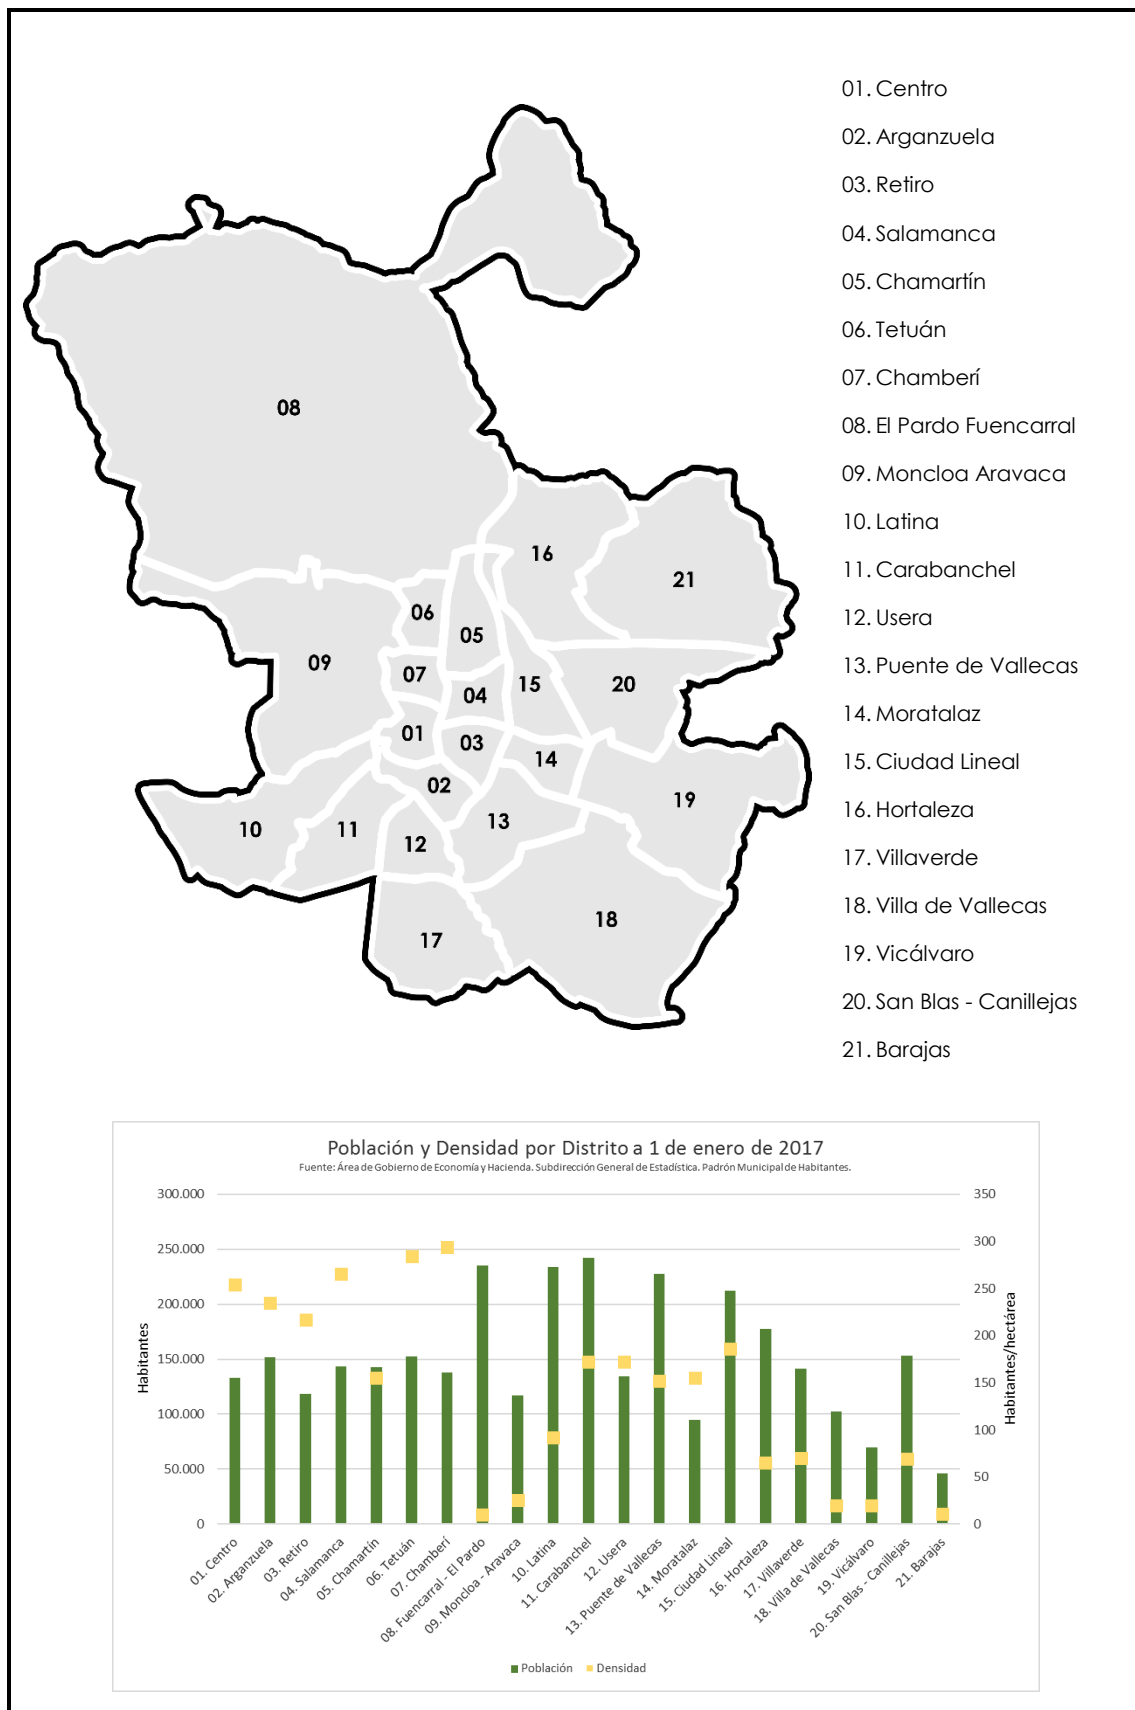 01. Centro
02. Arganzuela
03. Retiro
04. Salamanca
05. Chamartín
06. Tetuán
07. Chamberí
08. El Pardo Fuencarral
09. Moncloa Aravaca
10. Latina
11. Carabanchel
12. Usera
13. Puente de Vallecas
14. Moratalaz
15. Ciudad Lineal
16. Hortaleza
17. Villaverde
18. Villa de Vallecas
19. Vicálvaro
20. San Blas - Canillejas
21. Barajas
08
16
21
06
05
09
07
04
15
20
01
03
14
02
10
11
12
13
19
17
18
Población y Densidad por Distrito a 1 de enero de 2017
Fuente: Área de Gobierno de Economía y Hacienda. Subdirección General de Estadística. Padrón Municipal de Habitantes.
300.000
250.000
200.000
150.000
100.000
50.000
0
Habitantes
350
300
250
200
150
100
50
0
Habitantes/hectárea
01. Centro
02. Arganzuela
03. Retiro
04. Salamanca
05. Chamartín
06. Tetuán
07. Chamberí
08. Fuencarral - El Pardo
09. Moncloa - Aravaca
10. Latina
11. Carabanchel
12. Usera
13. Puente de Vallecas
14. Moratalaz
15. Ciudad Lineal
16. Hortaleza
17. Villaverde
18. Villa de Vallecas
19. Vicálvaro
20. San Blas - Canillejas
21- Barajas
Población
Densidad